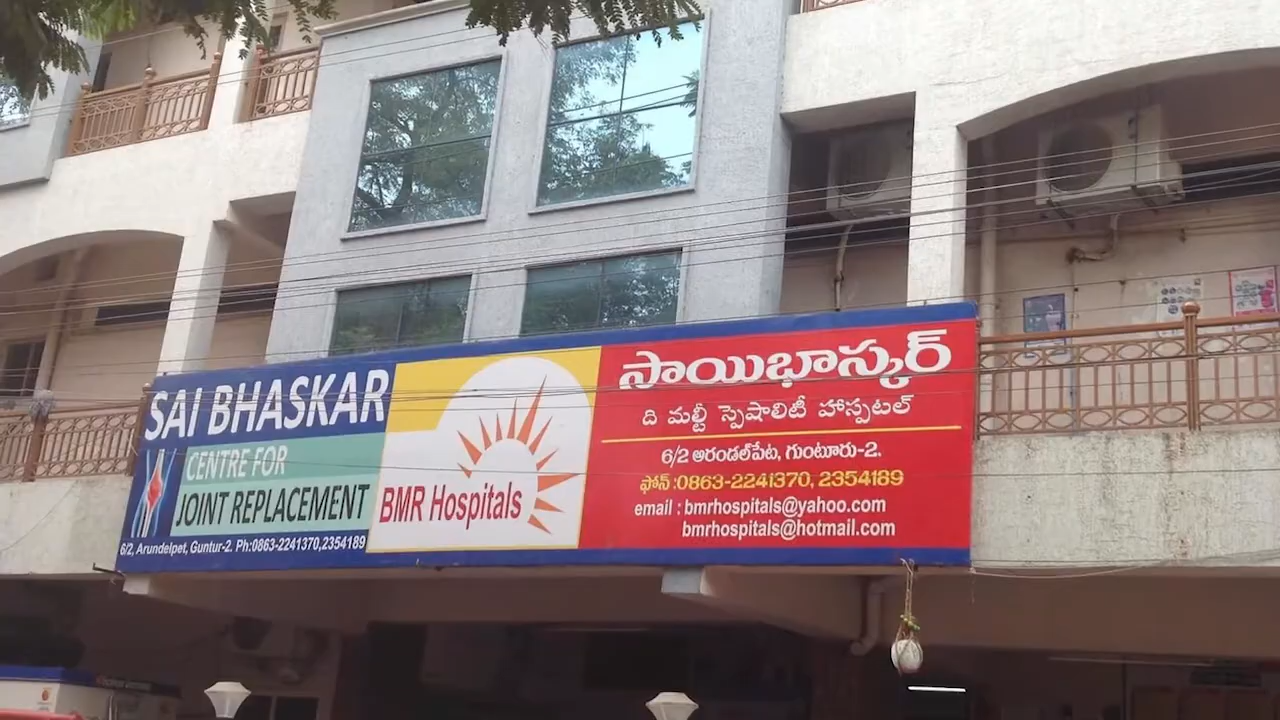 SAI BHASKAR
CENTRE FOR
JOINT REPLACEMENT
6/2, Arundelpet, Guntur-2. Ph:0863-2241370,2354189
BMR Hospitals
సాయిభాస్కర్
ది మల్టీ స్పెషాలిటీ హాస్పటల్
6/2 అరండల్‌పేట, గుంటూరు-2.
ఫోన్ :0863-2241370, 2354189
email : bmrhospitals@yahoo.com
bmrhospitals@hotmail.com